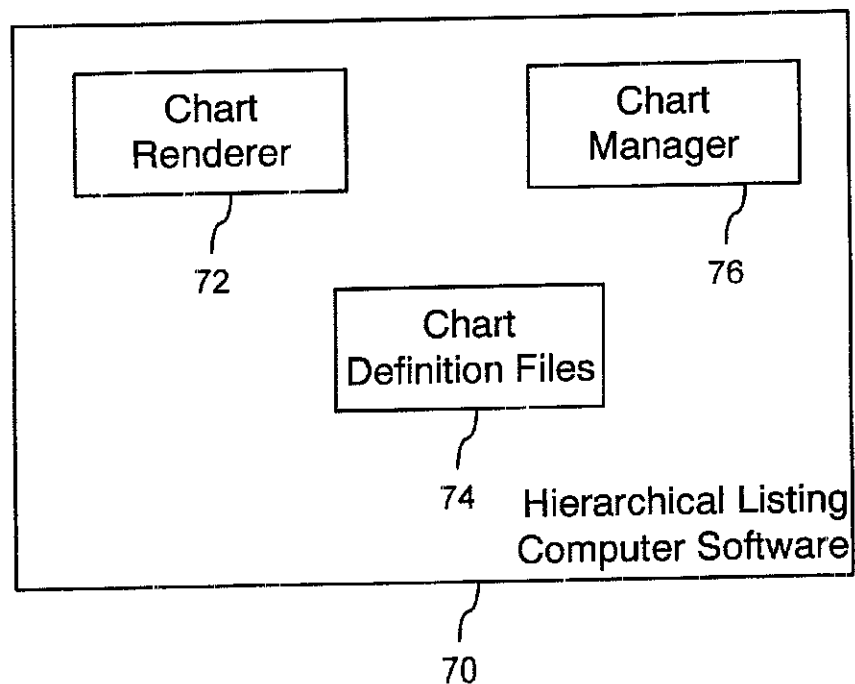 Chart
Renderer
72
Chart
Manager
76
Chart
Definition Files
74
Hierarchical Listing
Computer Software
70